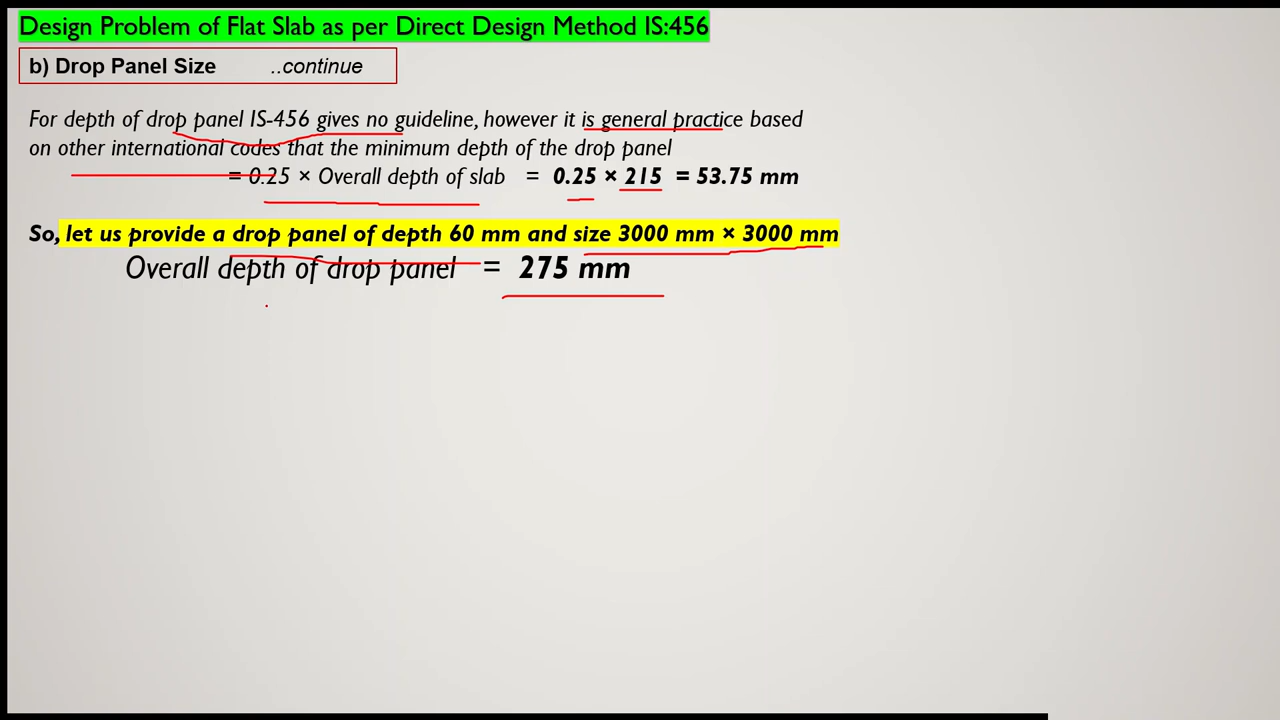 Design Problem of Flat Slab as per Direct Design Method IS:456
b) Drop Panel Size ..continue
For depth of drop panel IS-456 gives no guideline, however it is general practice based
on other international codes that the minimum depth of the drop panel
= 0.25 × Overall depth of slab = 0.25 × 215 = 53.75 mm
So, let us provide a drop panel of depth 60 mm and size 3000 mm × 3000 mm
Overall depth of drop panel = 275 mm